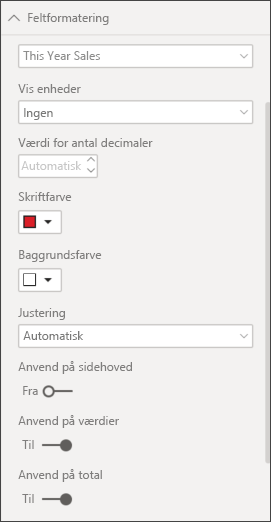 Feltformatering
This Year Sales
Vis enheder
Ingen
Værdi for antal decimaler
Automatisk
Skriftfarve
Baggrundsfarve
Justering
Automatisk
Anvend på sidehoved
Fra
Anvend på værdier
Til
Anvend på total
Til